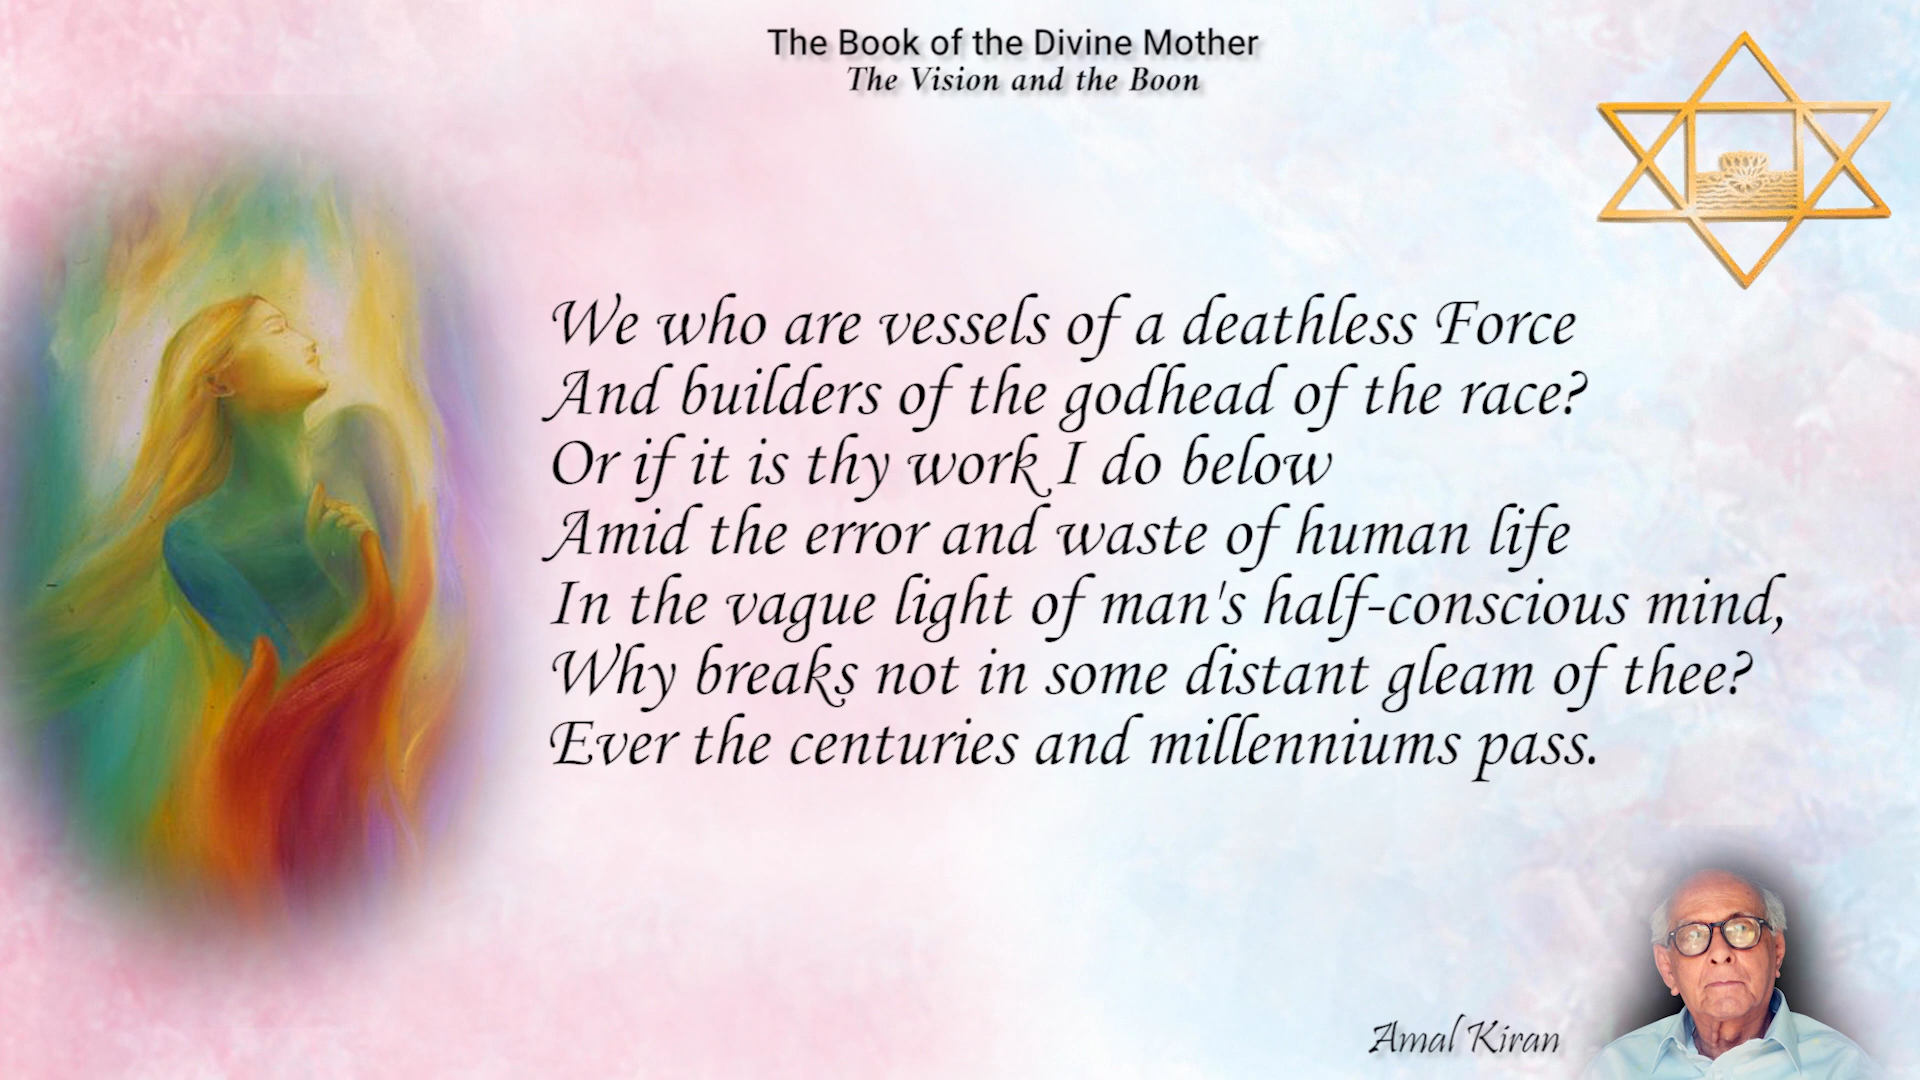 The Book of the Divine Mother
The Vision and the Boon
We who are vessels of a deathless Force
And builders of the godhead of the race?
Or if it is thy work I do below
Amid the error and waste of human life
In the vague light of man's half-conscious mind,
Why breaks not in some distant gleam of thee?
Ever the centuries and millenniums pass.
Amal Kiran